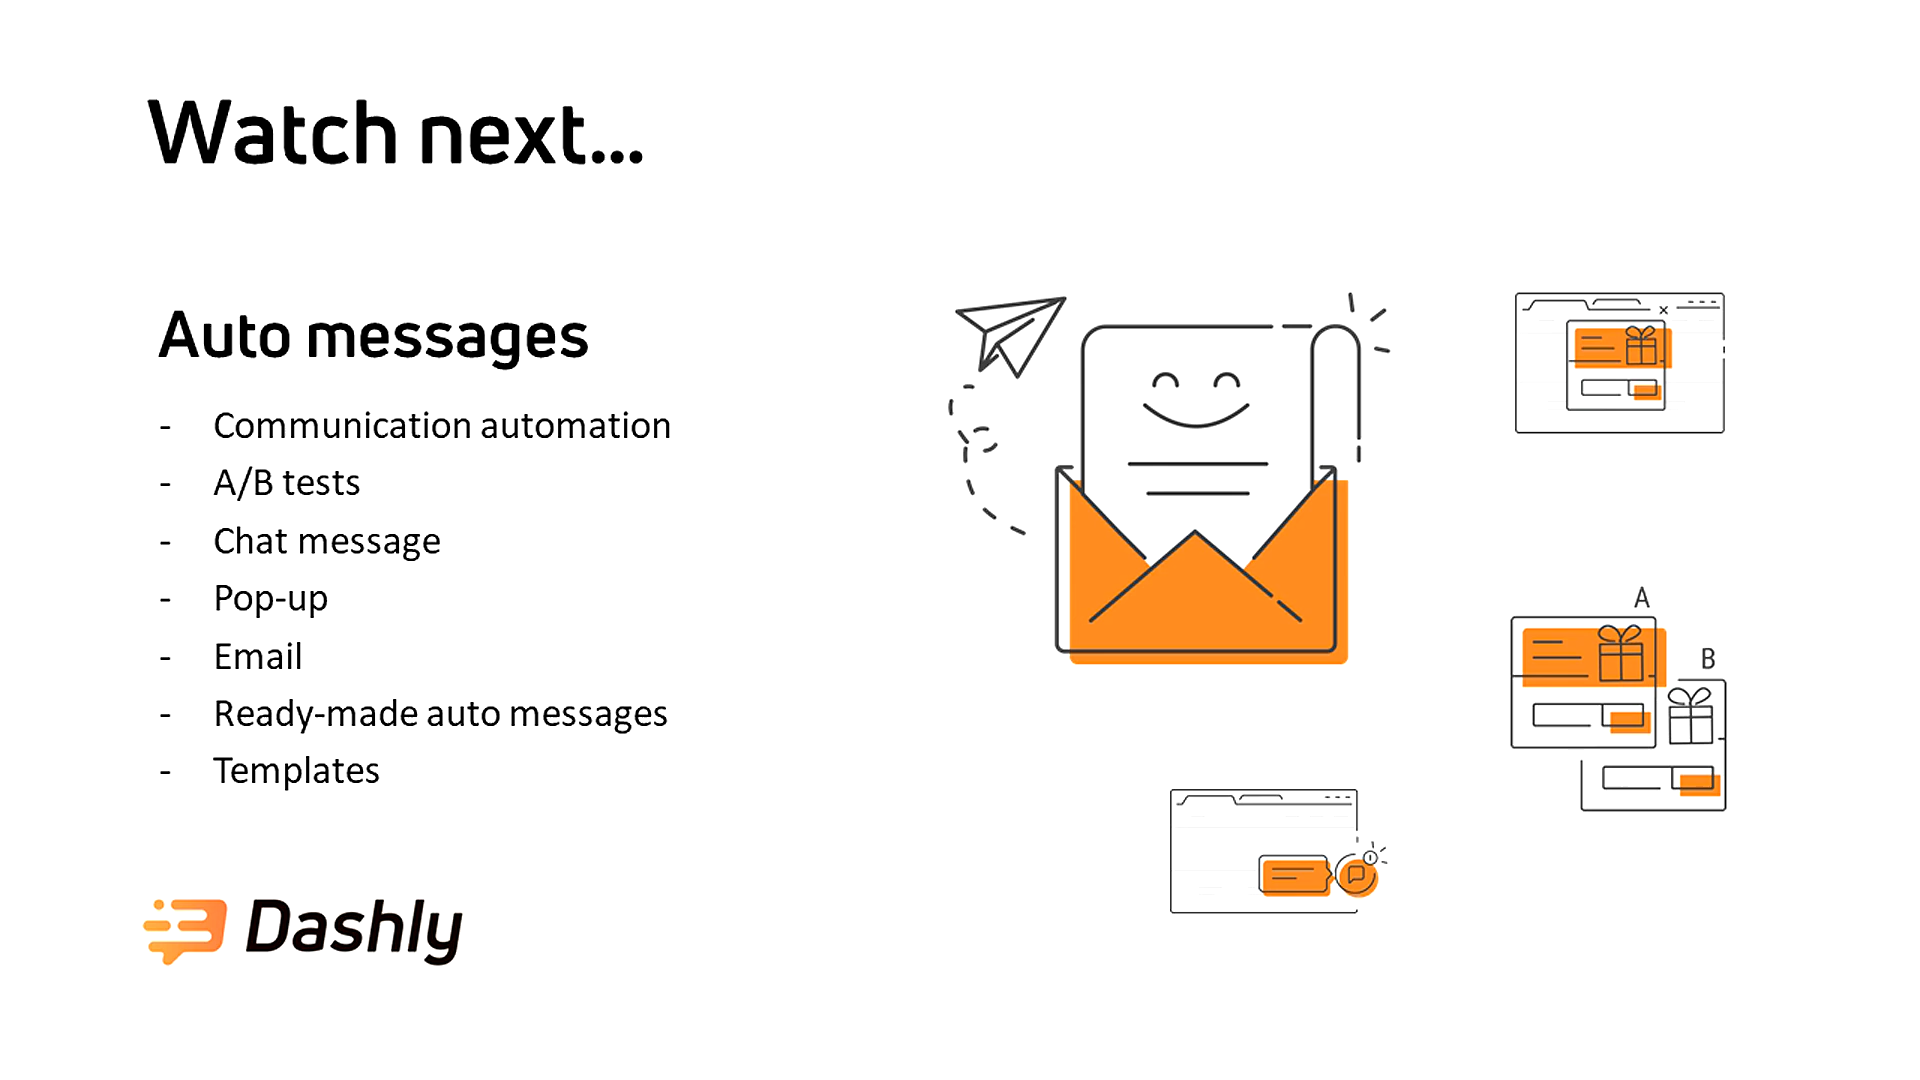 Watch next...
Auto messages
- Communication automation
- A/B tests
- Chat message
- Pop-up
- Email
- Ready-made auto messages
- Templates
A
B
Dashly